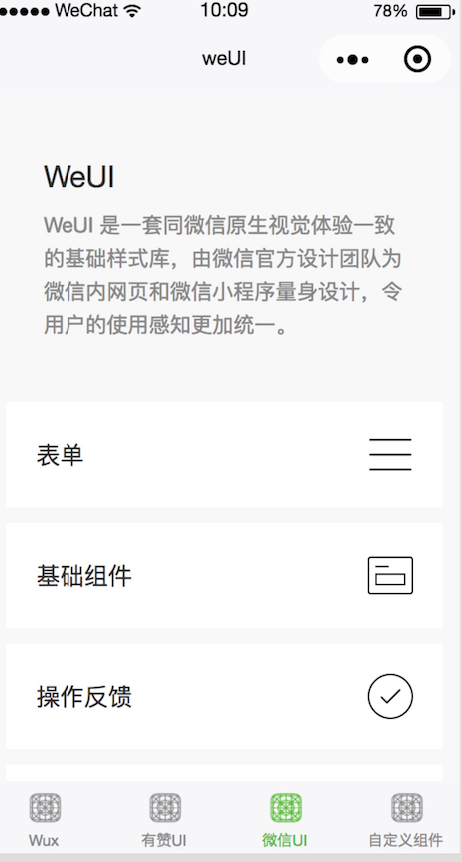 WeChat 10:09 78%
weUI
WeUI
WeUI 是一套同微信原生视觉体验一致
的基础样式库，由微信官方设计团队为
微信内网页和微信小程序量身设计，令
用户的使用感知更加统一。
表单
基础组件
操作反馈
Wux 有赞UI 微信UI 自定义组件